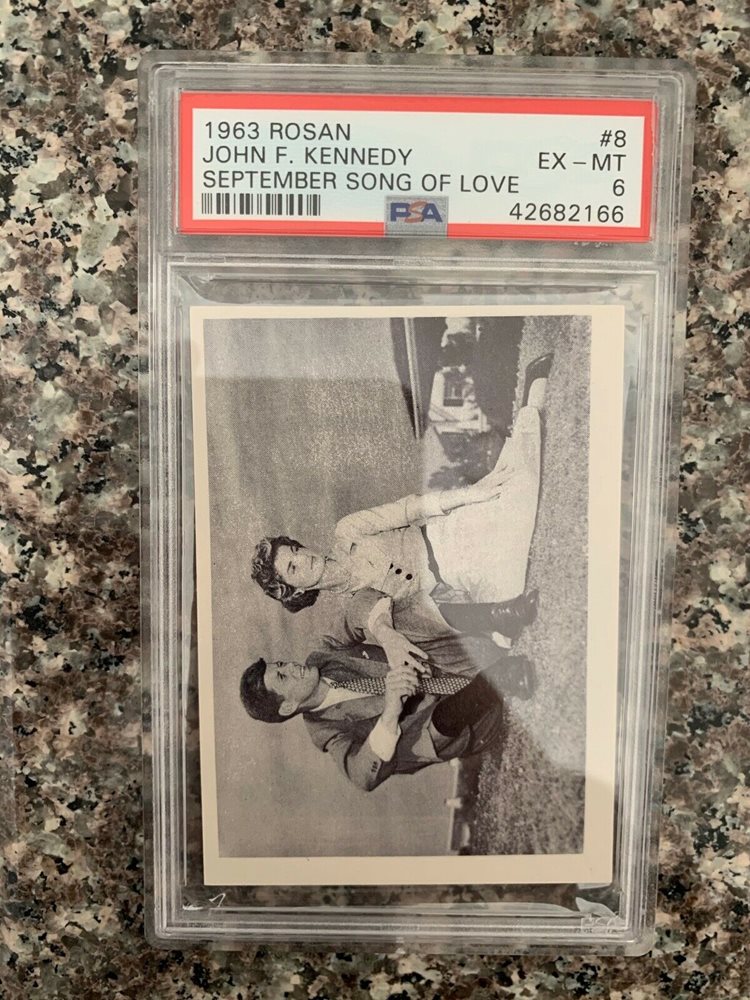 1963 ROSAN #8
JOHN F. KENNEDY EX - MT
SEPTEMBER SONG OF LOVE 6
PSA 42682166